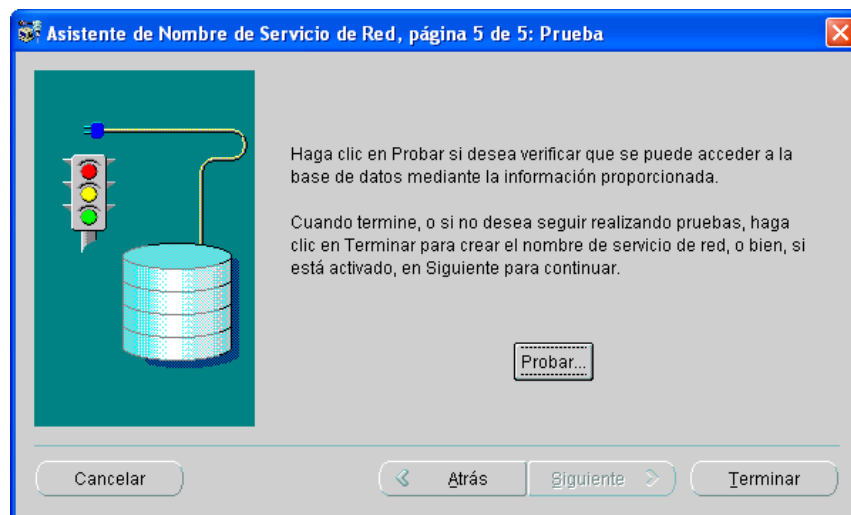 Asistente de Nombre de Servicio de Red, página 5 de 5: Prueba
Haga clic en Probar si desea verificar que se puede acceder a la
base de datos mediante la información proporcionada.
Cuando termine, o si no desea seguir realizando pruebas, haga
clic en Terminar para crear el nombre de servicio de red, o bien, si
está activado, en Siguiente para continuar.
Probar...
Cancelar
Atrás
Siguiente
Terminar